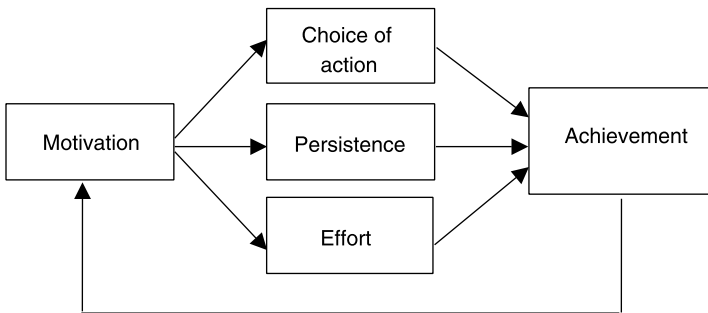 Choice of
action
Motivation
Persistence
Achievement
Effort